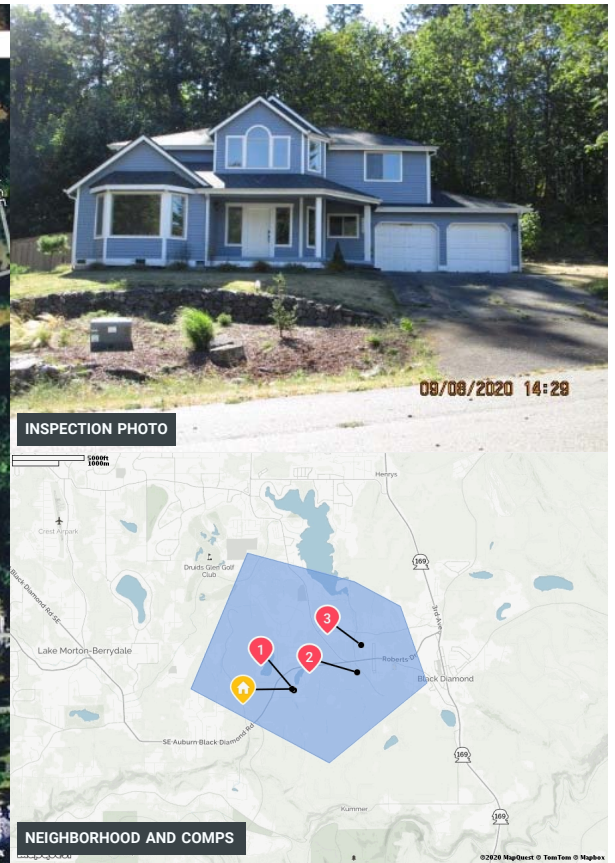 09/08/2020 14:29
INSPECTION PHOTO
5000ft
1000m
Henrys
Crest Airpark
169
Druids Glen Golf
Club
3rd Ave
Black Diamond Rd SE
3
1
2
Lake Morton-Berrydale
Roberts Dr
Black Diamond
SE Auburn Black Diamond Rd
169
Kummer
169
NEIGHBORHOOD AND COMPS
©2020 MapQuest © TomTom © Mapbox